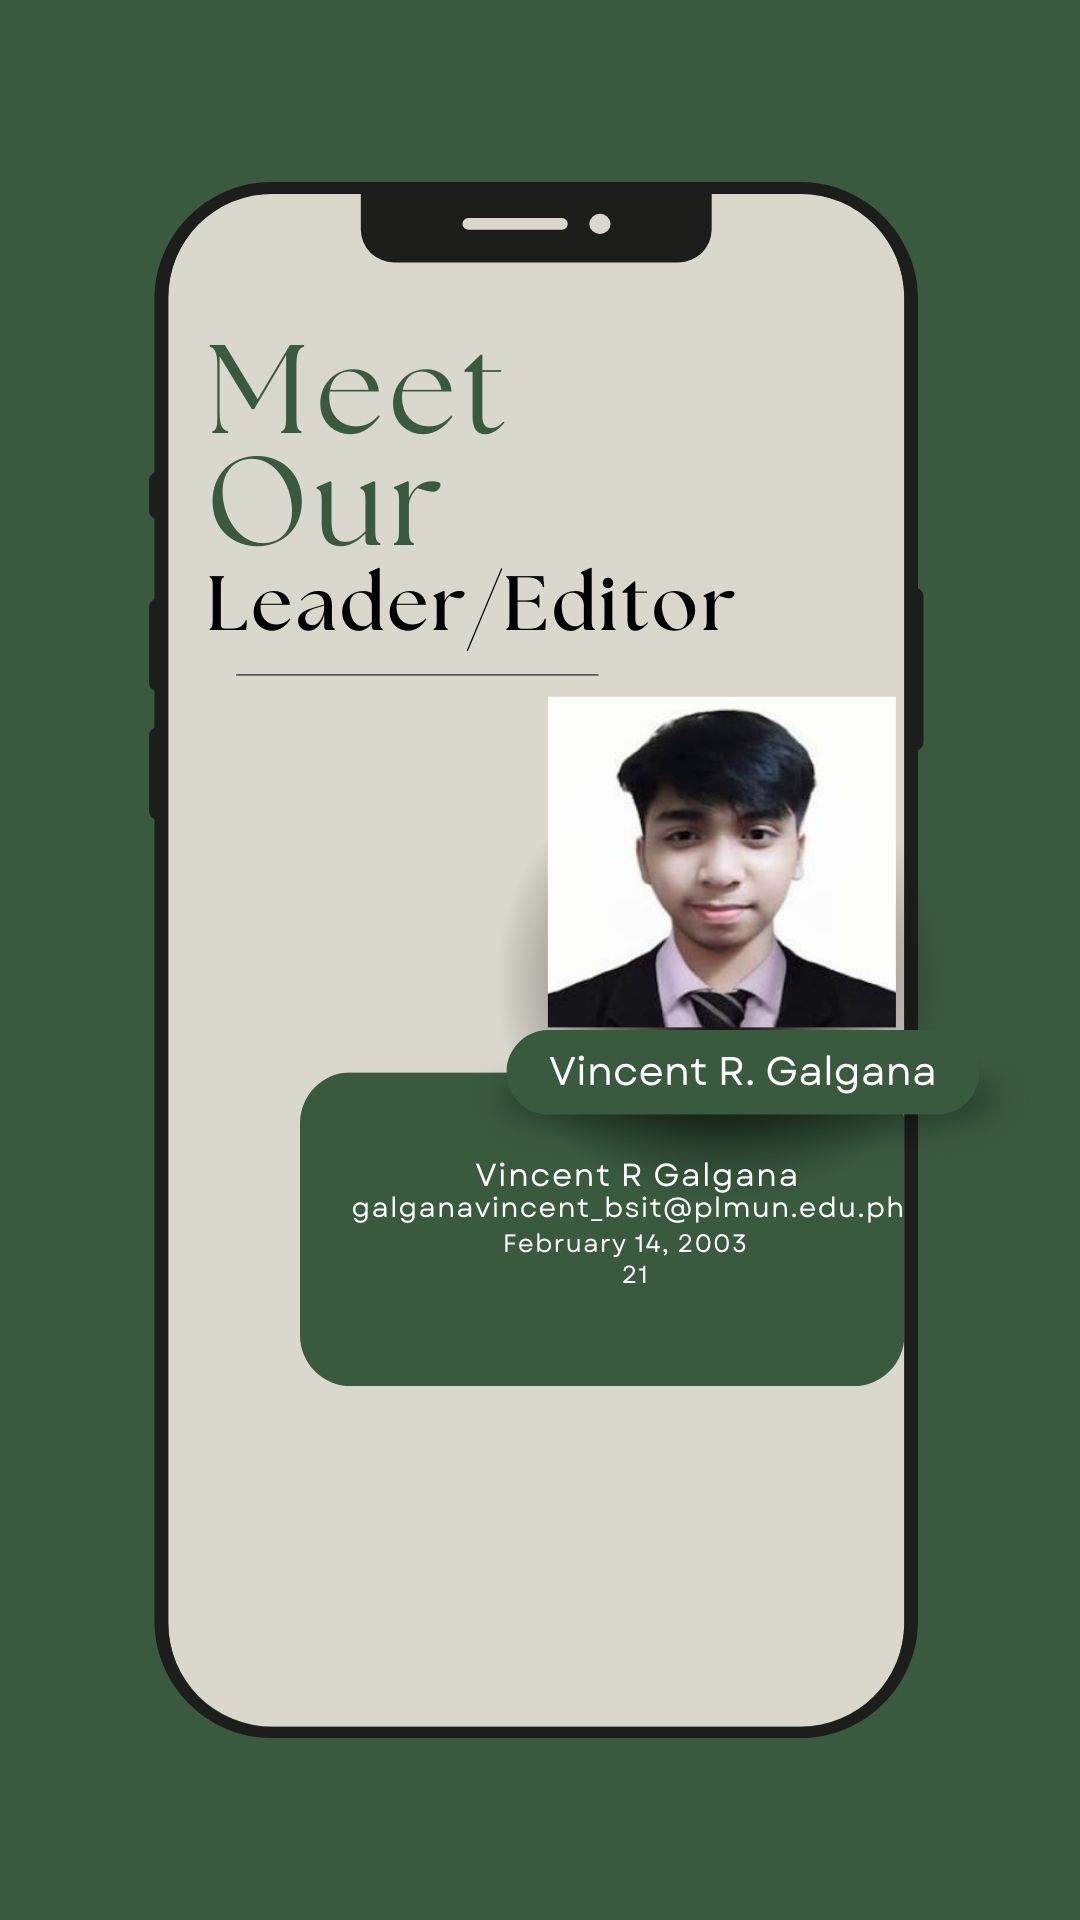 Meet
Our
Leader/Editor
Vincent R. Galgana
Vincent R Galgana
galganavincent_bsit@plmun.edu.ph
February 14, 2003
21